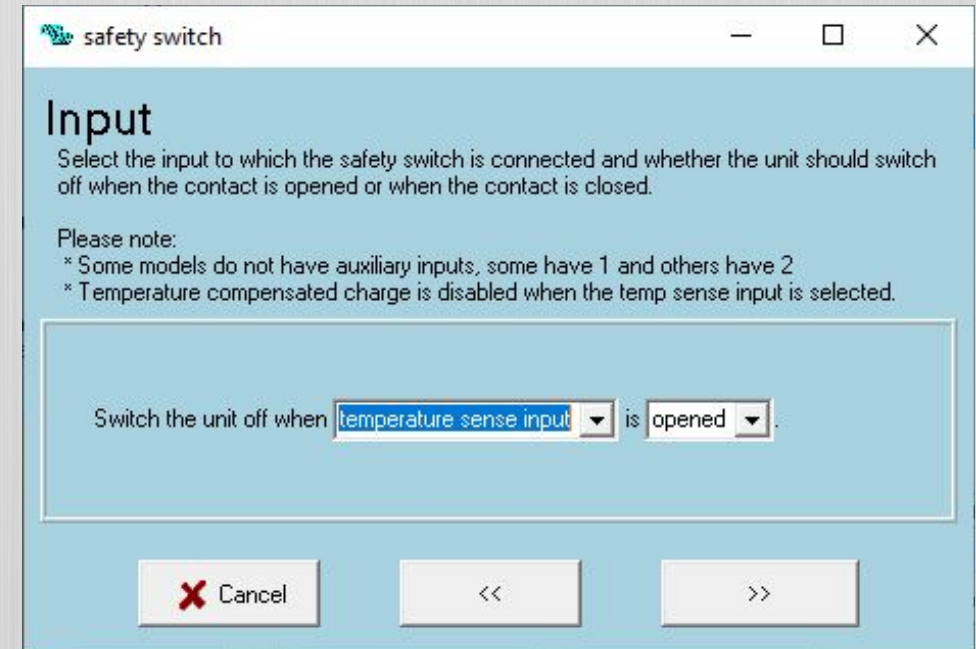 safety switch
Input
Select the input to which the safety switch is connected and whether the unit should switch
off when the contact is opened or when the contact is closed.
Please note:
* Some models do not have auxiliary inputs, some have 1 and others have 2
* Temperature compensated charge is disabled when the temp sense input is selected.
Switch the unit off when temperature sense input is opened .
Cancel << >>